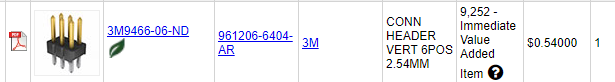 3M9466-06-ND
961206-6404-
AR
3M
CONN
HEADER
VERT 6POS
2.54MM
9,252 -
Immediate
Value
Added
Item ?
$0.54000
1